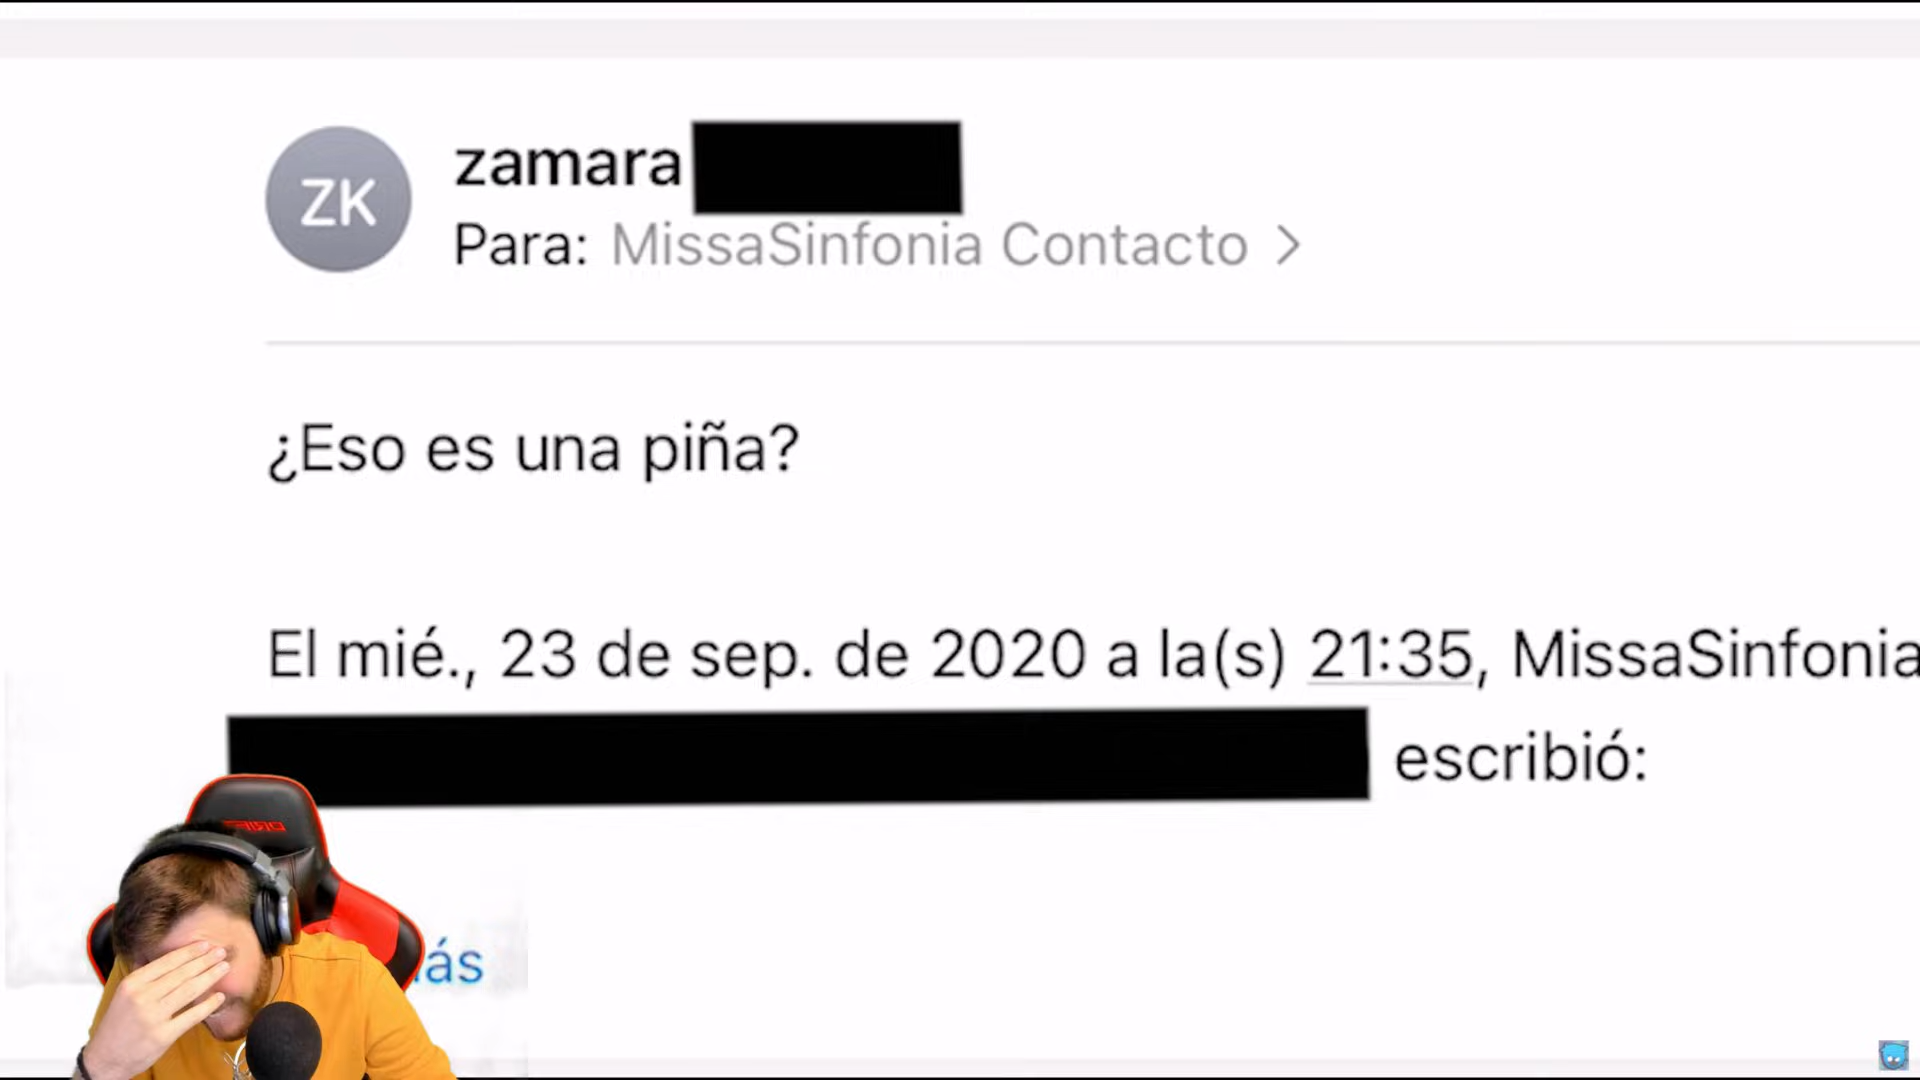 ZK
zamara
Para: MissaSinfonia Contacto >
¿Eso es una piña?
El mié., 23 de sep. de 2020 a la(s) 21:35, MissaSinfonia
escribió:
ás